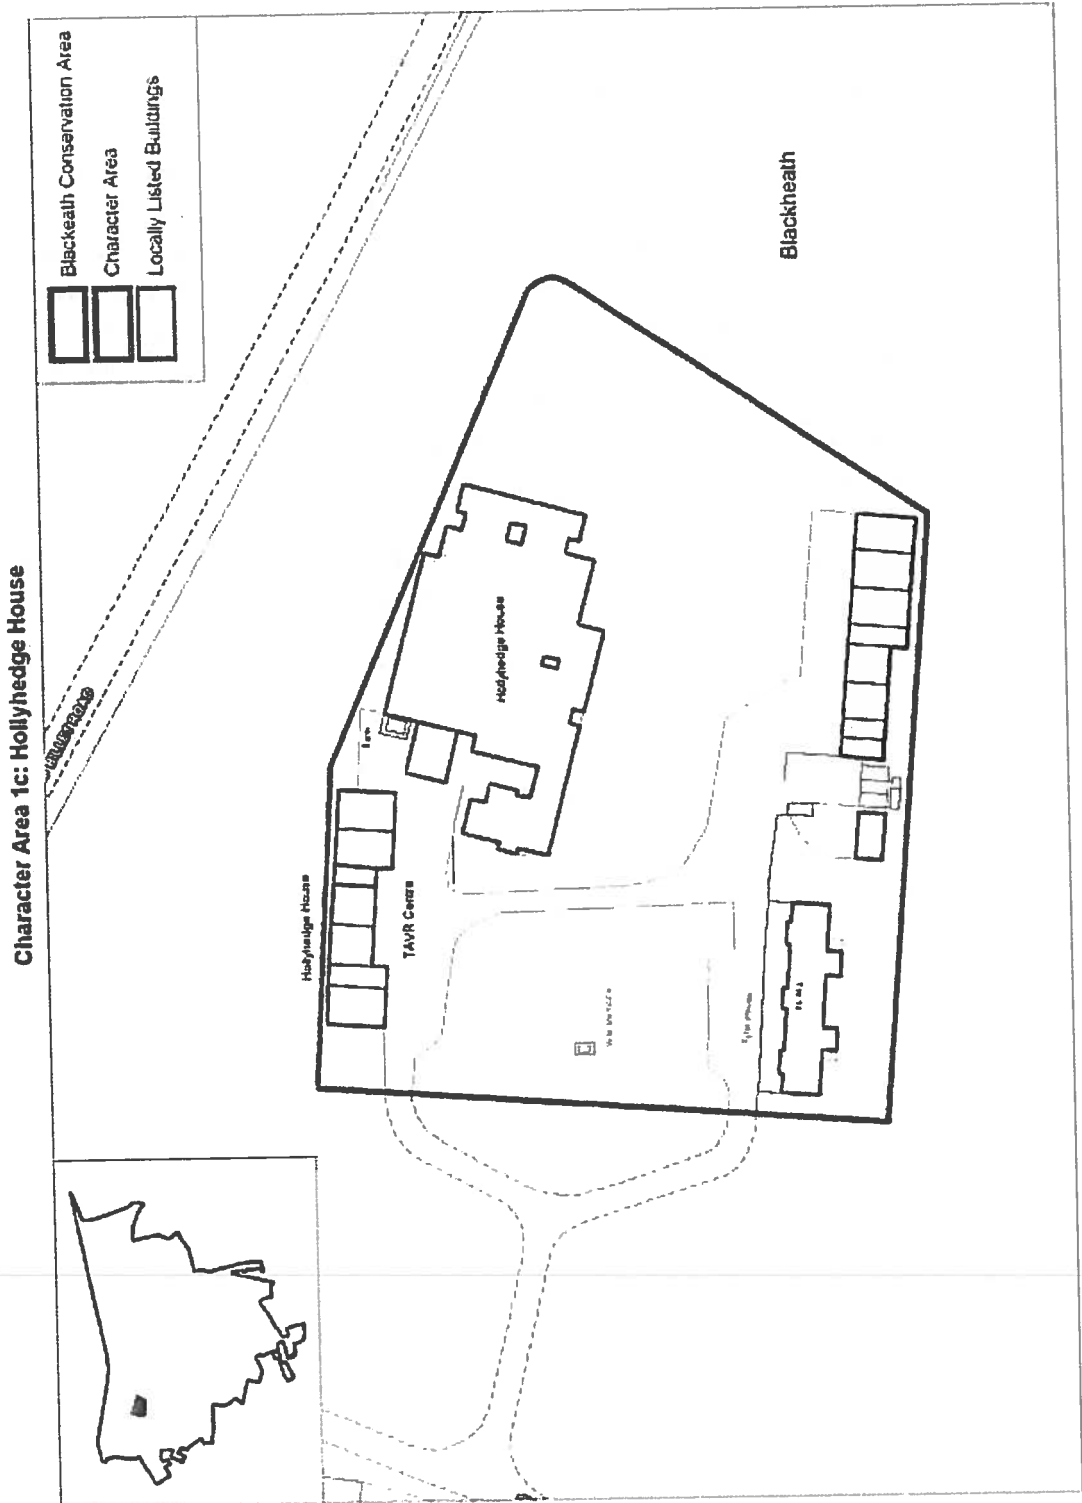 Character Area 1c: Hollyhedge House
Blackeath Conservation Area
Character Area
Locally Listed Buildings
Blackheath
Hollyhedge House
Hollyhedge House
TAVR Centre